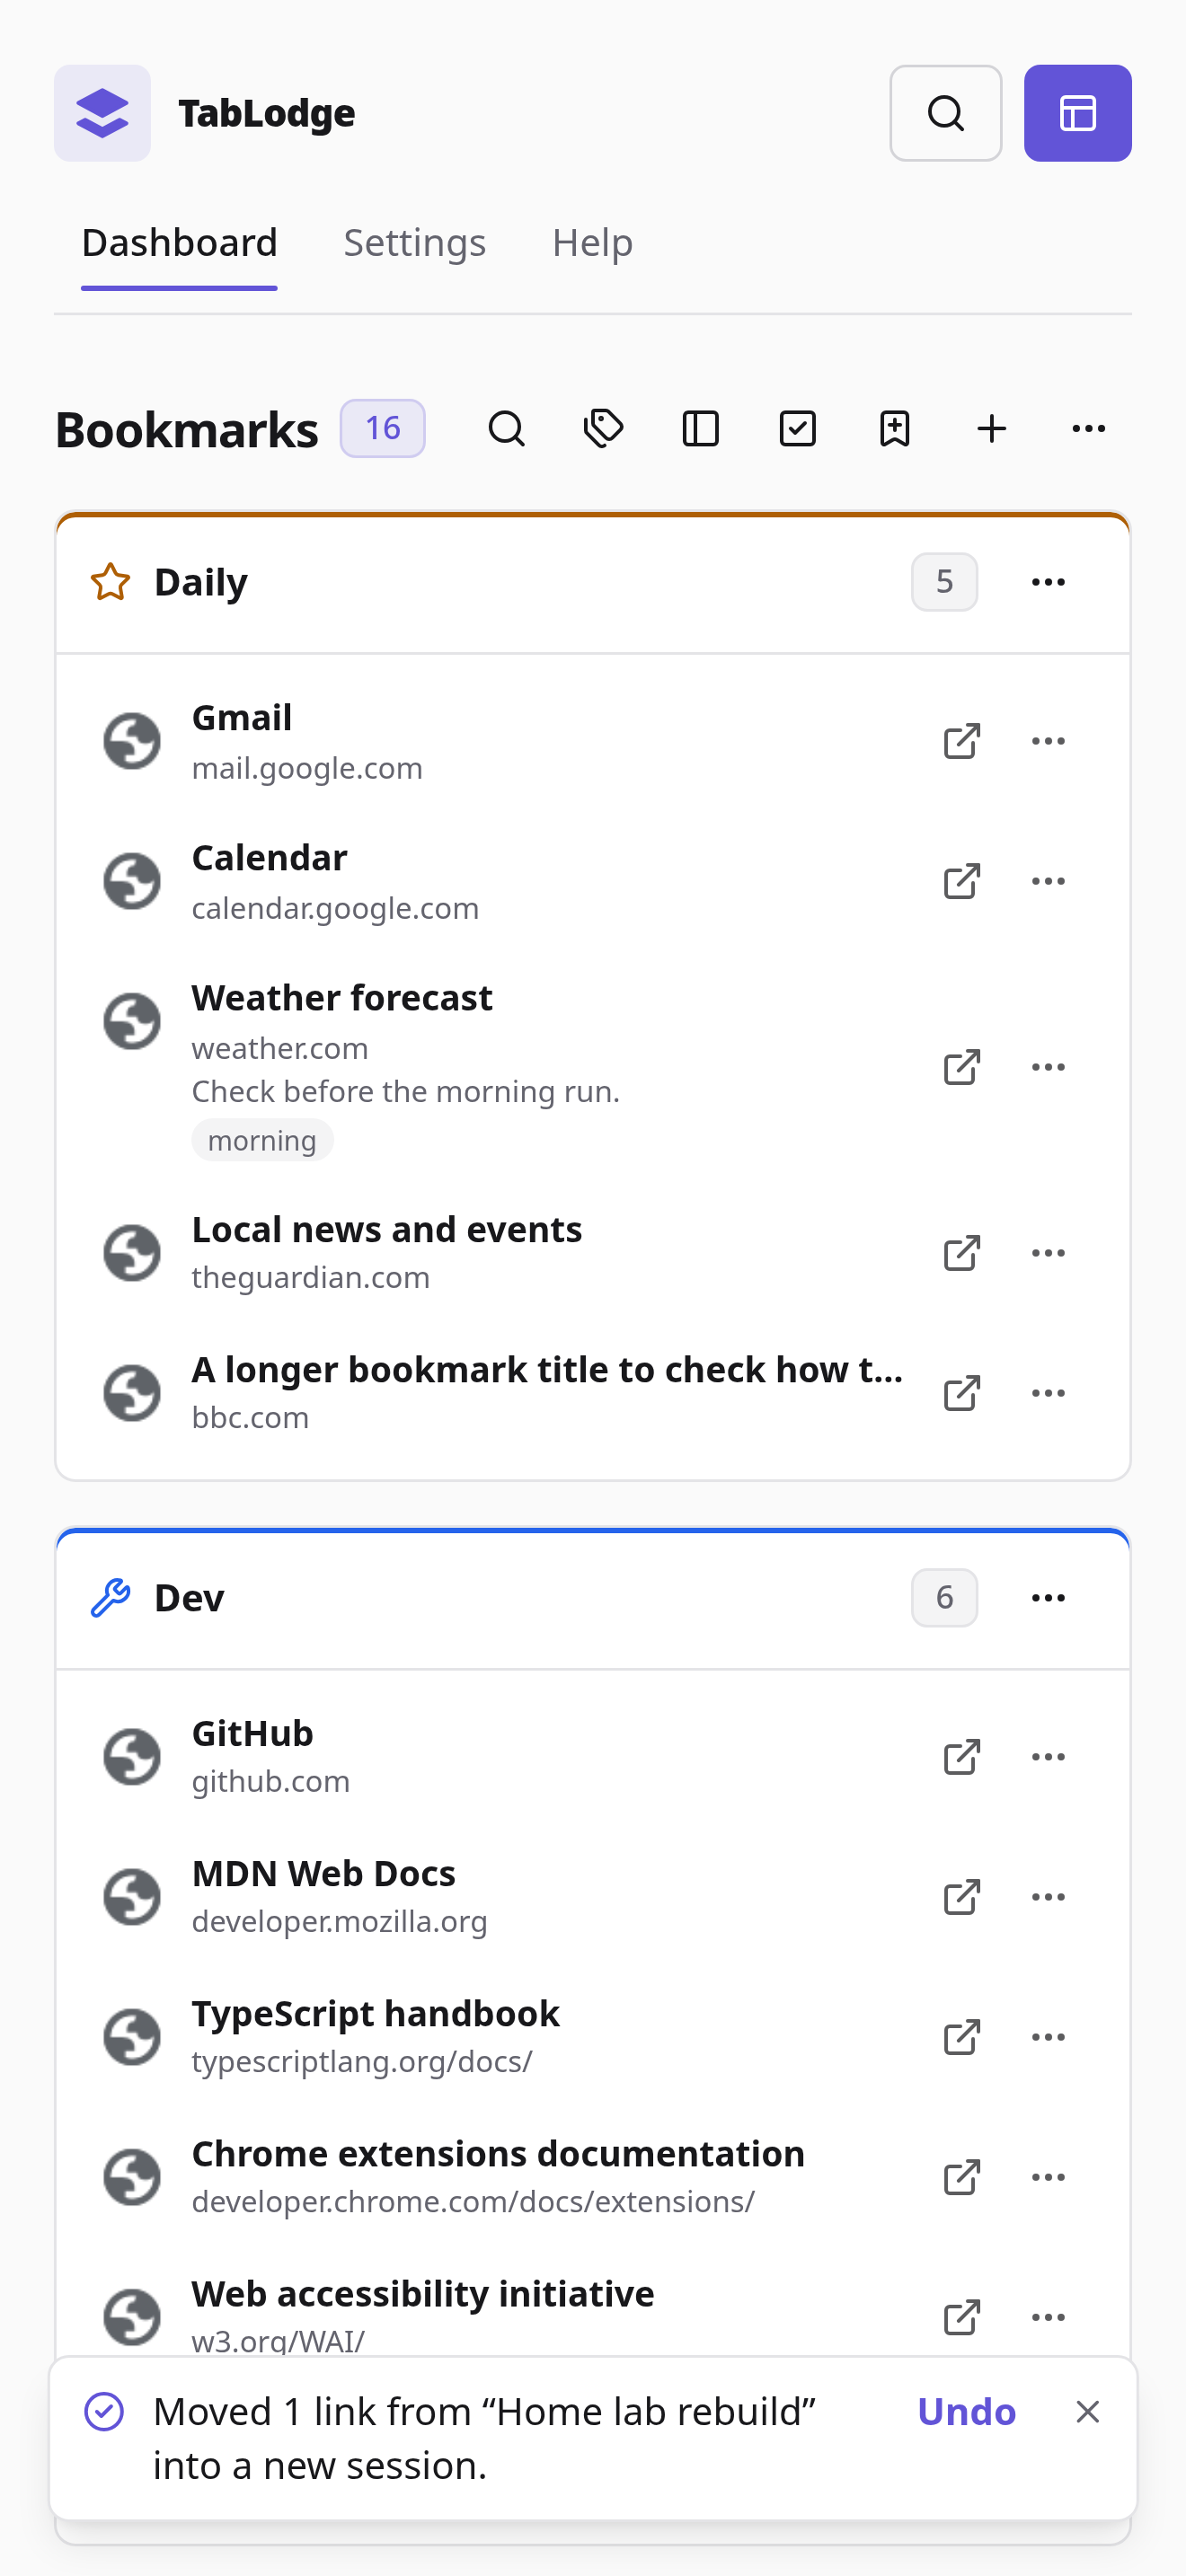 TabLodge
Dashboard Settings Help
Bookmarks 16
Daily 5
Gmail
mail.google.com
Calendar
calendar.google.com
Weather forecast
weather.com
Check before the morning run.
morning
Local news and events
theguardian.com
A longer bookmark title to check how t...
bbc.com
Dev 6
GitHub
github.com
MDN Web Docs
developer.mozilla.org
TypeScript handbook
typescriptlang.org/docs/
Chrome extensions documentation
developer.chrome.com/docs/extensions/
Web accessibility initiative
w3.org/WAI/
Moved 1 link from “Home lab rebuild” Undo
into a new session.